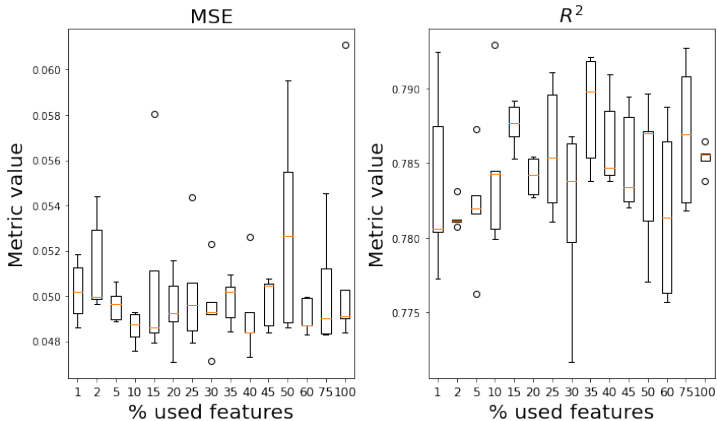 MSE
Metric value
0.060
0.058
0.056
0.054
0.052
0.050
0.048
1 2 5 10 15 20 25 30 35 40 45 50 60 75 100
% used features
R²
Metric value
0.790
0.785
0.780
0.775
1 2 5 10 15 20 25 30 35 40 45 50 60 75 100
% used features